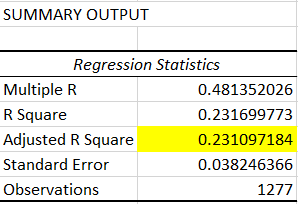 SUMMARY OUTPUT
Regression Statistics
Multiple R 0.481352026
R Square 0.231699773
Adjusted R Square 0.231097184
Standard Error 0.038246366
Observations 1277